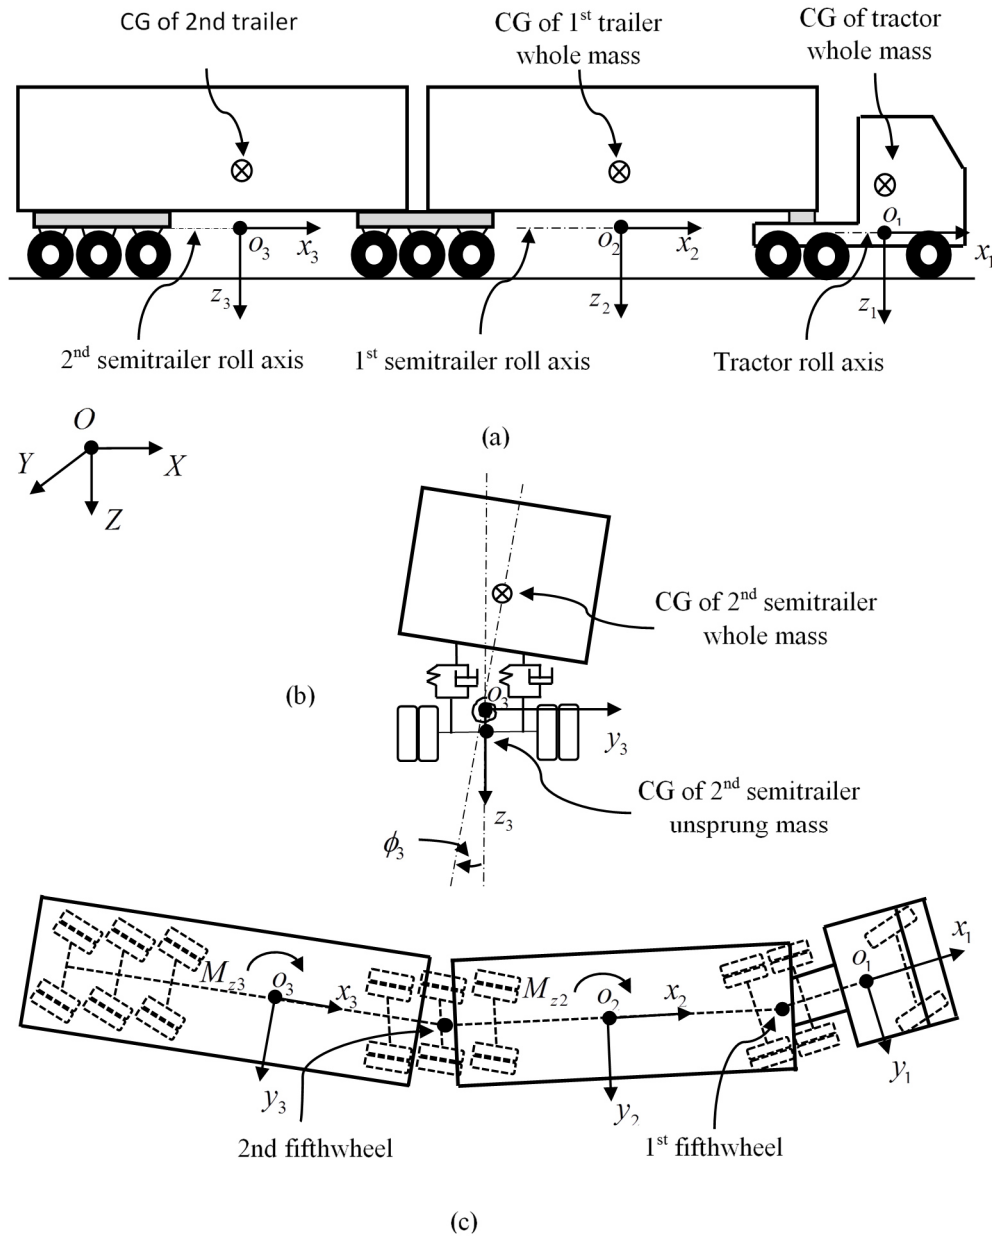 CG of 2nd trailer
CG of 1st trailer
whole mass
CG of tractor
whole mass
o3
x3
o2
x2
o1
x1
z3
z2
z1
2nd semitrailer roll axis
1st semitrailer roll axis
Tractor roll axis
(a)
O
Y
X
Z
CG of 2nd semitrailer
whole mass
(b)
o3
y3
CG of 2nd semitrailer
unsprung mass
z3
ϕ3
Mz3
o3
x3
Mz2
o2
x2
o1
x1
y3
y2
y1
2nd fifthwheel
1st fifthwheel
(c)